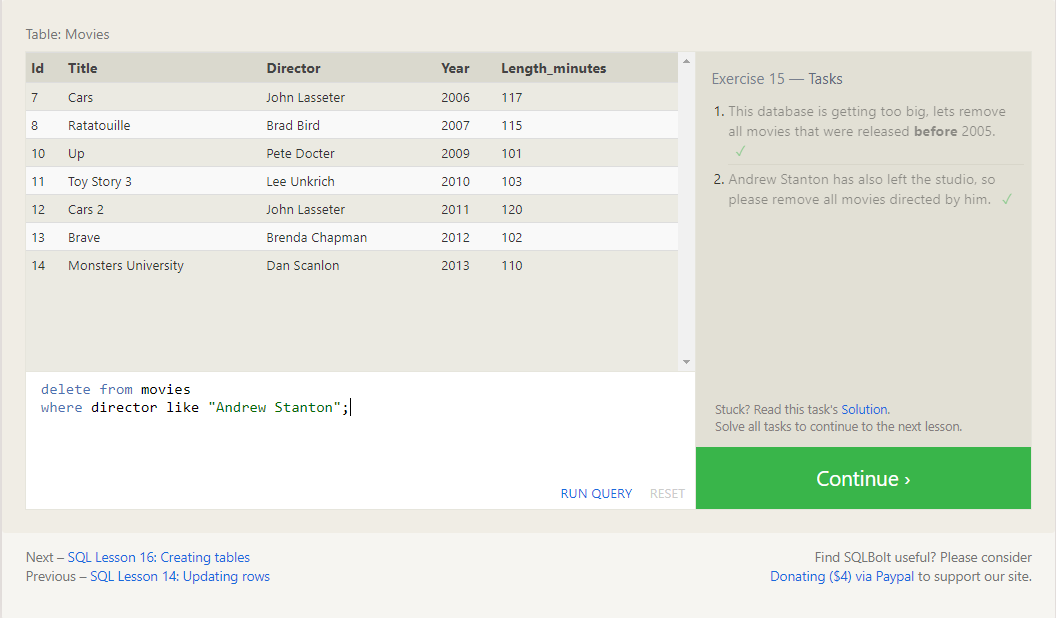 Table: Movies
Id Title Director Year Length_minutes
7 Cars John Lasseter 2006 117
8 Ratatouille Brad Bird 2007 115
10 Up Pete Docter 2009 101
11 Toy Story 3 Lee Unkrich 2010 103
12 Cars 2 John Lasseter 2011 120
13 Brave Brenda Chapman 2012 102
14 Monsters University Dan Scanlon 2013 110
delete from movies
where director like "Andrew Stanton";
RUN QUERY RESET
Exercise 15 — Tasks
1. This database is getting too big, lets remove
all movies that were released before 2005.
✓
2. Andrew Stanton has also left the studio, so
please remove all movies directed by him. ✓
Stuck? Read this task's Solution.
Solve all tasks to continue to the next lesson.
Continue ›
Next – SQL Lesson 16: Creating tables
Previous – SQL Lesson 14: Updating rows
Find SQLBolt useful? Please consider
Donating ($4) via Paypal to support our site.